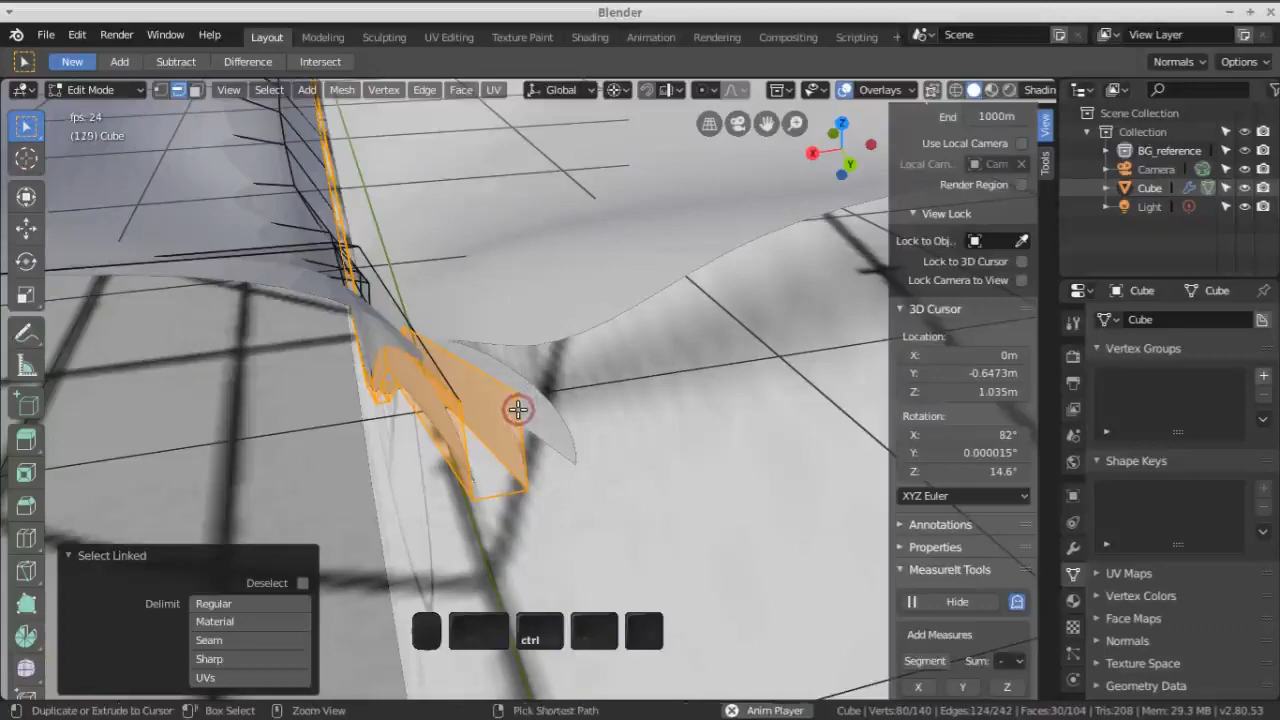 Blender
File Edit Render Window Help Layout Modeling Sculpting UV Editing Texture Paint Shading Animation Rendering Compositing Scripting + Scene View Layer
New Add Subtract Difference Intersect Normals Options
Edit Mode View Select Add Mesh Vertex Edge Face UV Global Overlays Shadin
fps: 24
(129) Cube
Z
X
Y
End 1000m
Use Local Camera
Local Cam.. Cam
Render Region
View Lock
Lock to Obj..
Lock to 3D Cursor
Lock Camera to View
3D Cursor
Location:
X: 0m
Y: -0.6473m
Z: 1.035m
Rotation:
X: 82°
Y: 0.000015°
Z: 14.6°
XYZ Euler
Annotations
Properties
MeasureIt Tools
Hide
Add Measures
Segment Sum: -
X Y Z
View
Tools
Scene Collection
Collection
BG_reference
Camera
Cube
Light
Cube Cube
Cube
Vertex Groups
Shape Keys
UV Maps
Vertex Colors
Face Maps
Normals
Texture Space
Geometry Data
Select Linked
Deselect
Delimit Regular
Material
Seam
Sharp
UVs
ctrl
Duplicate or Extrude to Cursor Box Select Zoom View Pick Shortest Path Anim Player Cube | Verts:80/140 | Edges:124/242 | Faces:30/104 | Tris:208 | Mem: 29.3 MB | v2.80.53